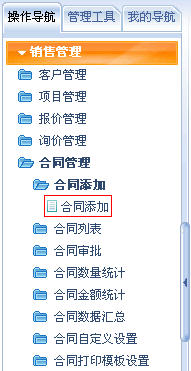 操作导航 管理工具 我的导航
销售管理
客户管理
项目管理
报价管理
询价管理
合同管理
合同添加
合同添加
合同列表
合同审批
合同数量统计
合同金额统计
合同数据汇总
合同自定义设置
合同打印模板设置